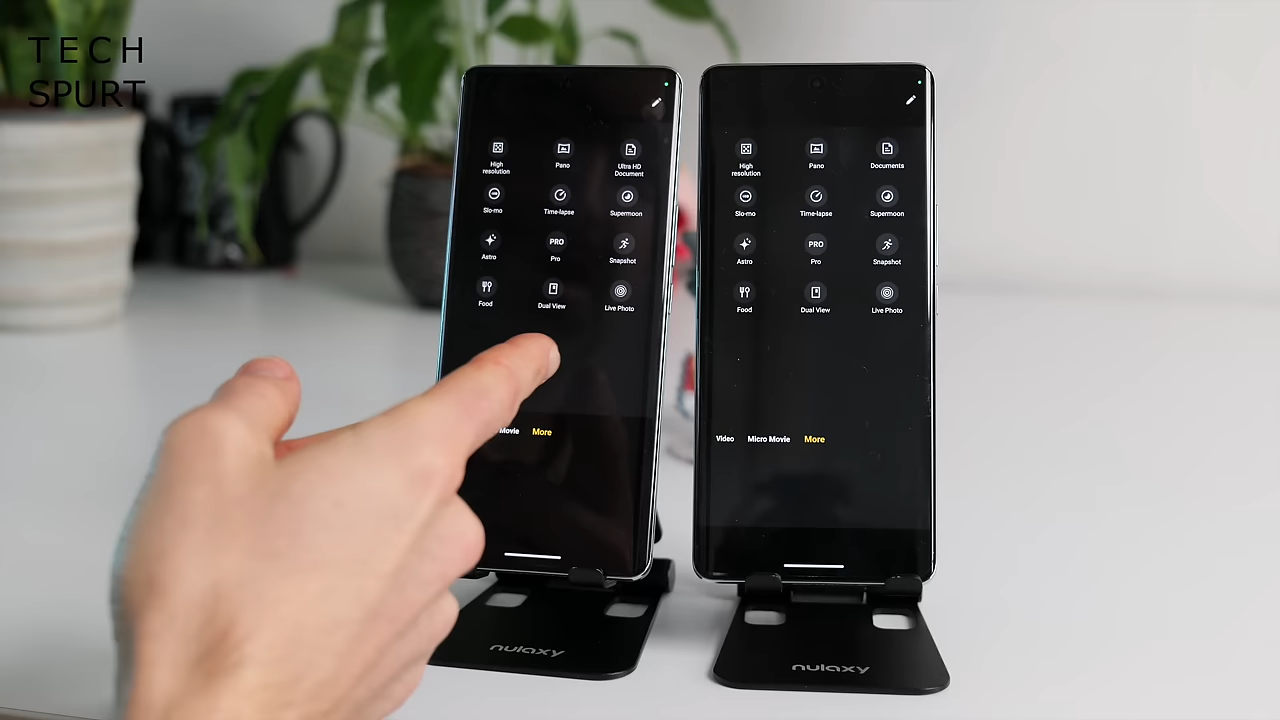 TECH
SPURT
High
resolution
Pano
Ultra HD
Document
Slo-mo
Time-lapse
Supermoon
Astro
PRO
Pro
Snapshot
Food
Dual View
Live Photo
Movie
More
nulaxy
High
resolution
Pano
Documents
Slo-mo
Time-lapse
Supermoon
Astro
PRO
Pro
Snapshot
Food
Dual View
Live Photo
Video
Micro Movie
More
nulaxy